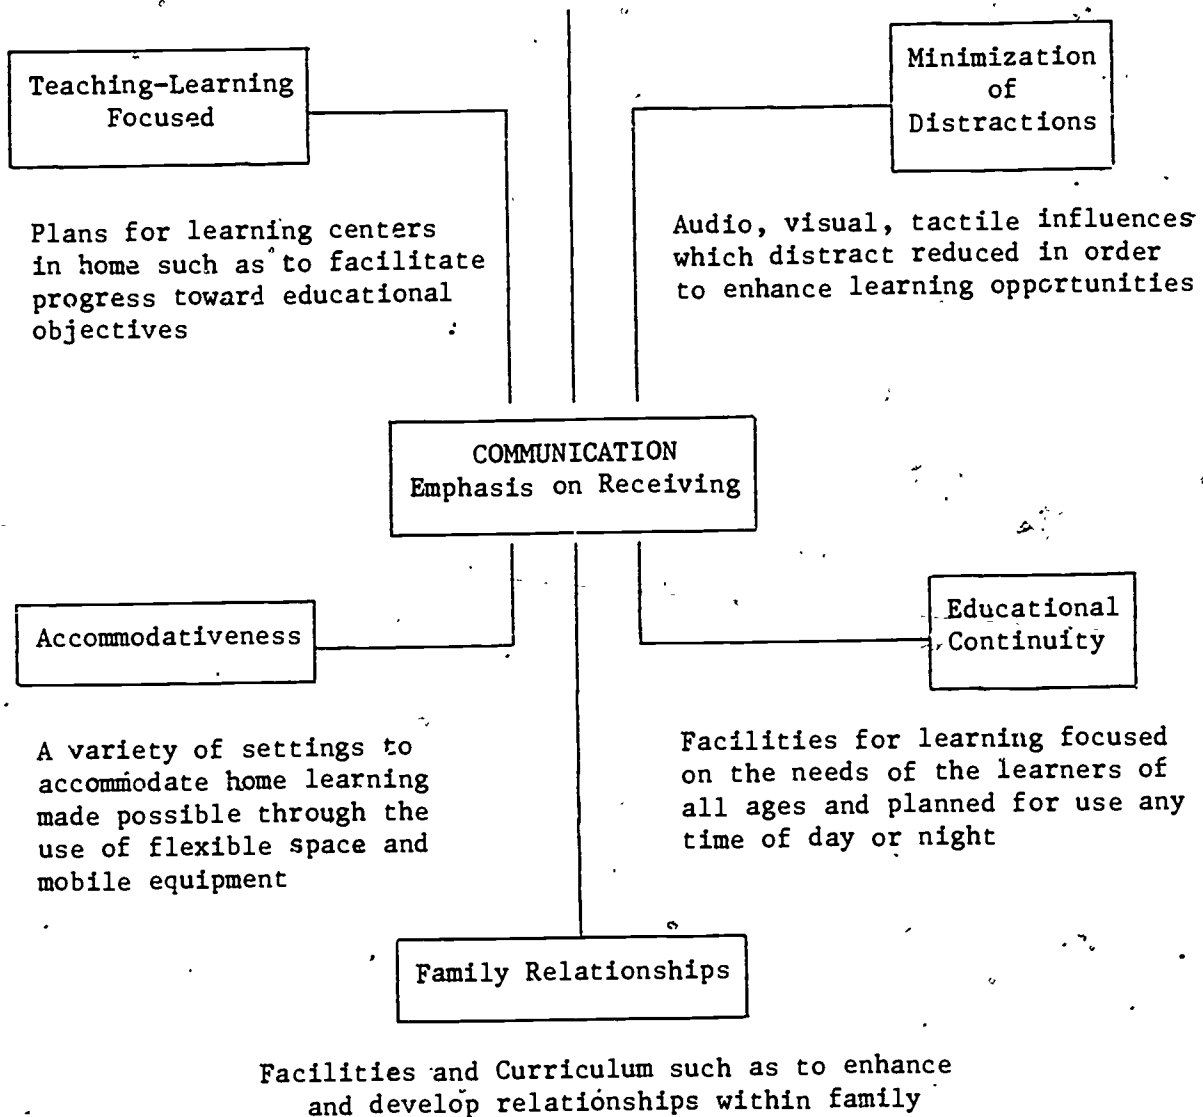 Teaching-Learning
Focused
Minimization
of
Distractions
Plans for learning centers
in home such as to facilitate
progress toward educational
objectives
Audio, visual, tactile influences
which distract reduced in order
to enhance learning opportunities
COMMUNICATION
Emphasis on Receiving
Accommodativeness
Educational
Continuity
A variety of settings to
accommodate home learning
made possible through the
use of flexible space and
mobile equipment
Facilities for learning focused
on the needs of the learners of
all ages and planned for use any
time of day or night
Family Relationships
Facilities and Curriculum such as to enhance
and develop relationships within family